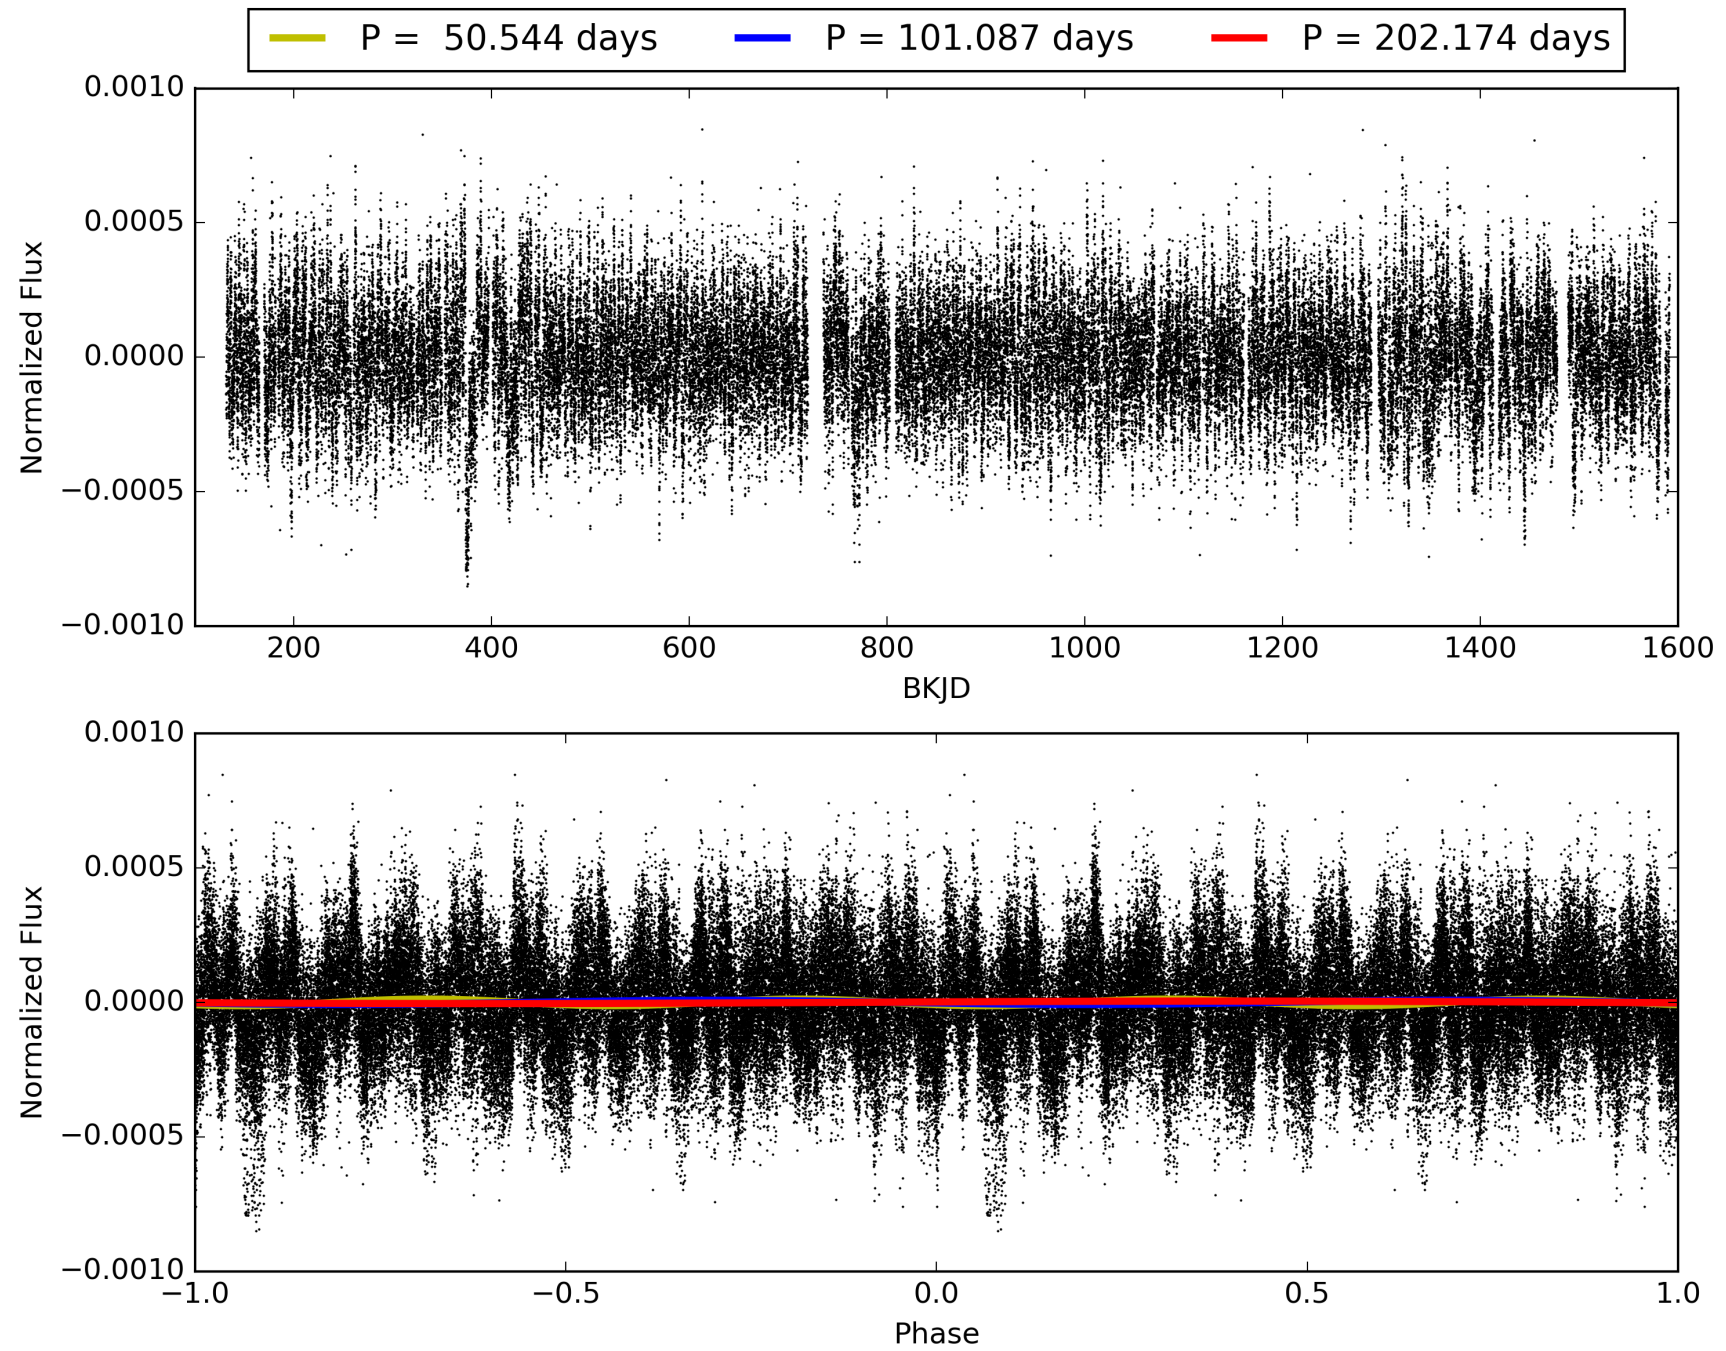 P = 50.544 days P = 101.087 days P = 202.174 days
0.0010
0.0005
0.0000
−0.0005
−0.0010
Normalized Flux
200 400 600 800 1000 1200 1400 1600
BKJD
0.0010
0.0005
0.0000
−0.0005
−0.0010
Normalized Flux
−1.0 −0.5 0.0 0.5 1.0
Phase